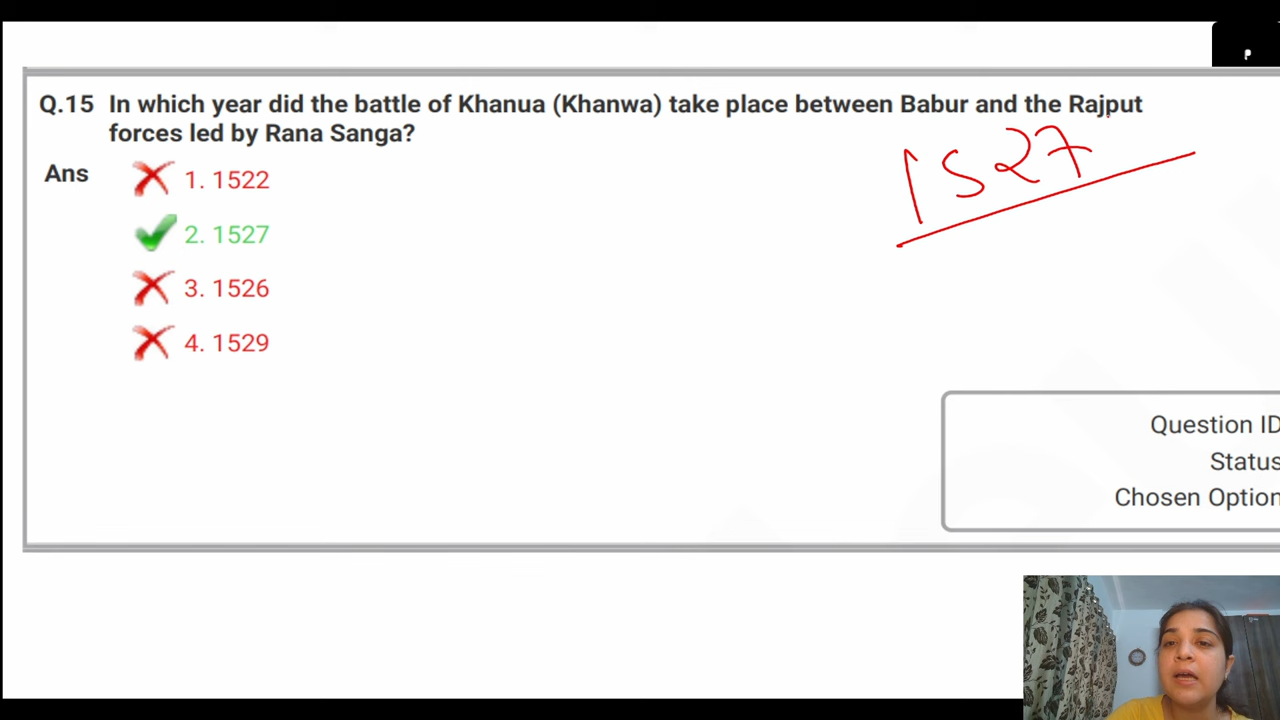 Q.15 In which year did the battle of Khanua (Khanwa) take place between Babur and the Rajput
forces led by Rana Sanga?
1527
Ans 1. 1522
2. 1527
3. 1526
4. 1529
Question ID
Status
Chosen Option